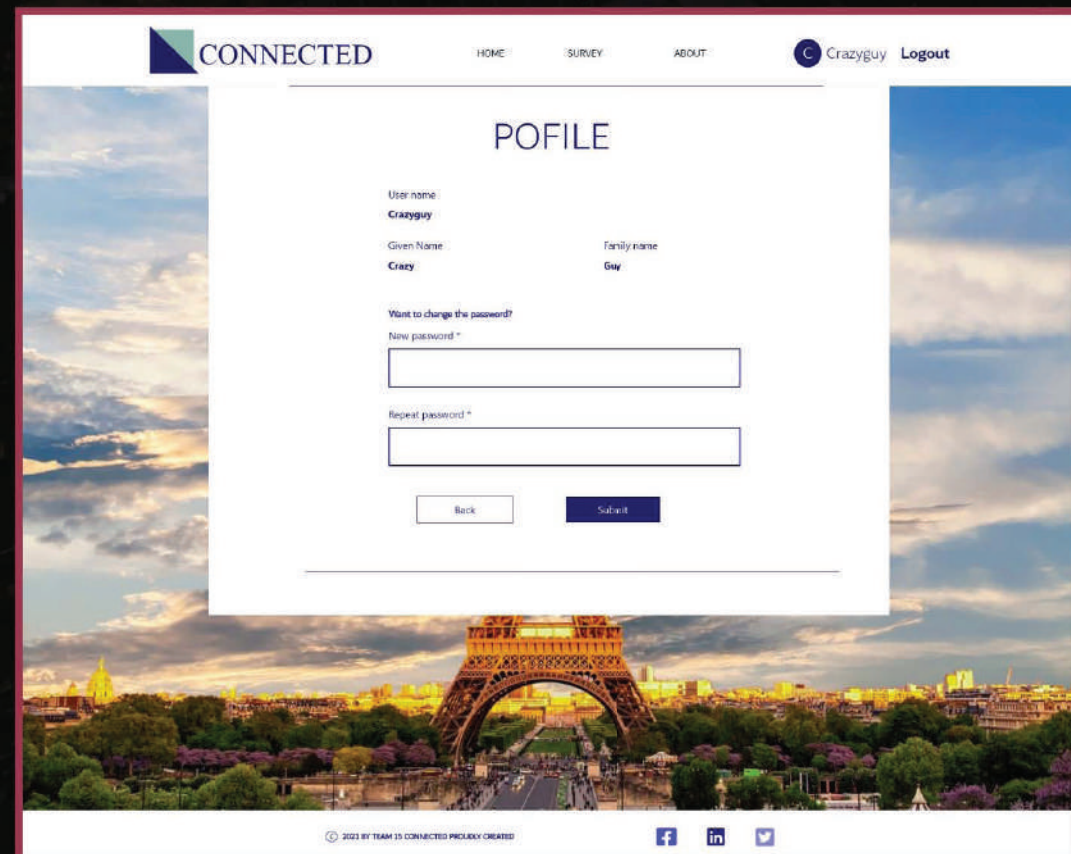 CONNECTED
HOME SURVEY ABOUT
C Crazyguy Logout
POFILE
User name
Crazyguy
Given Name Family name
Crazy Guy
Want to change the password?
New password *
Repeat password *
Back Submit
© 2021 BY TEAM 15 CONNECTED PROUDLY CREATED
f in